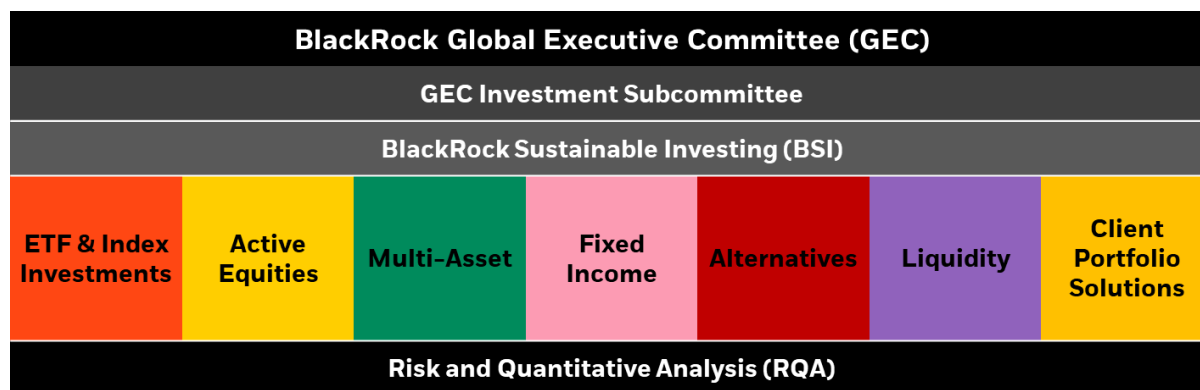 BlackRock Global Executive Committee (GEC)
GEC Investment Subcommittee
BlackRock Sustainable Investing (BSI)
ETF & Index
Investments
Active
Equities
Multi-Asset
Fixed
Income
Alternatives
Liquidity
Client
Portfolio
Solutions
Risk and Quantitative Analysis (RQA)